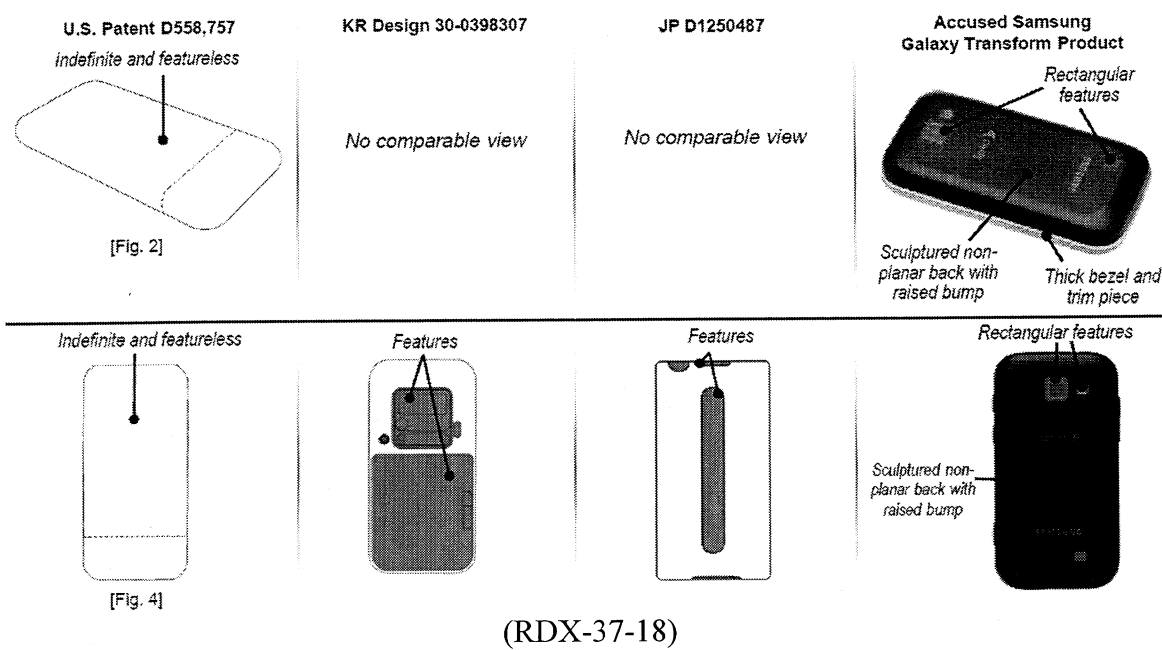 U.S. Patent D558,757
KR Design 30-0398307
JP D1250487
Accused Samsung
Galaxy Transform Product
Indefinite and featureless
[Fig. 2]
No comparable view
No comparable view
Rectangular
features
Sculptured non-
planar back with
raised bump
Thick bezel and
trim piece
Indefinite and featureless
[Fig. 4]
Features
Features
Rectangular features
Sculptured non-
planar back with
raised bump
SAMSUNG
(RDX-37-18)